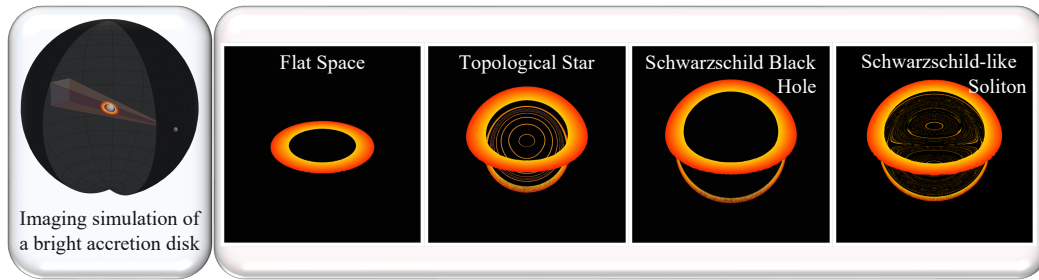 Imaging simulation of
a bright accretion disk
Flat Space
Topological Star
Schwarzschild Black
Hole
Schwarzschild-like
Soliton